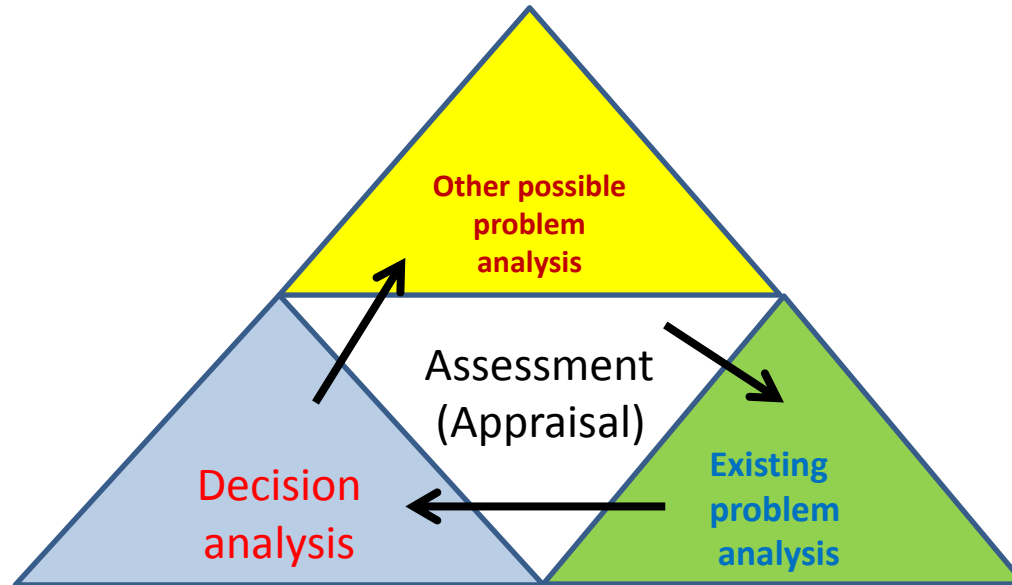 Other possible
problem
analysis
Assessment
(Appraisal)
Decision
analysis
Existing
problem
analysis